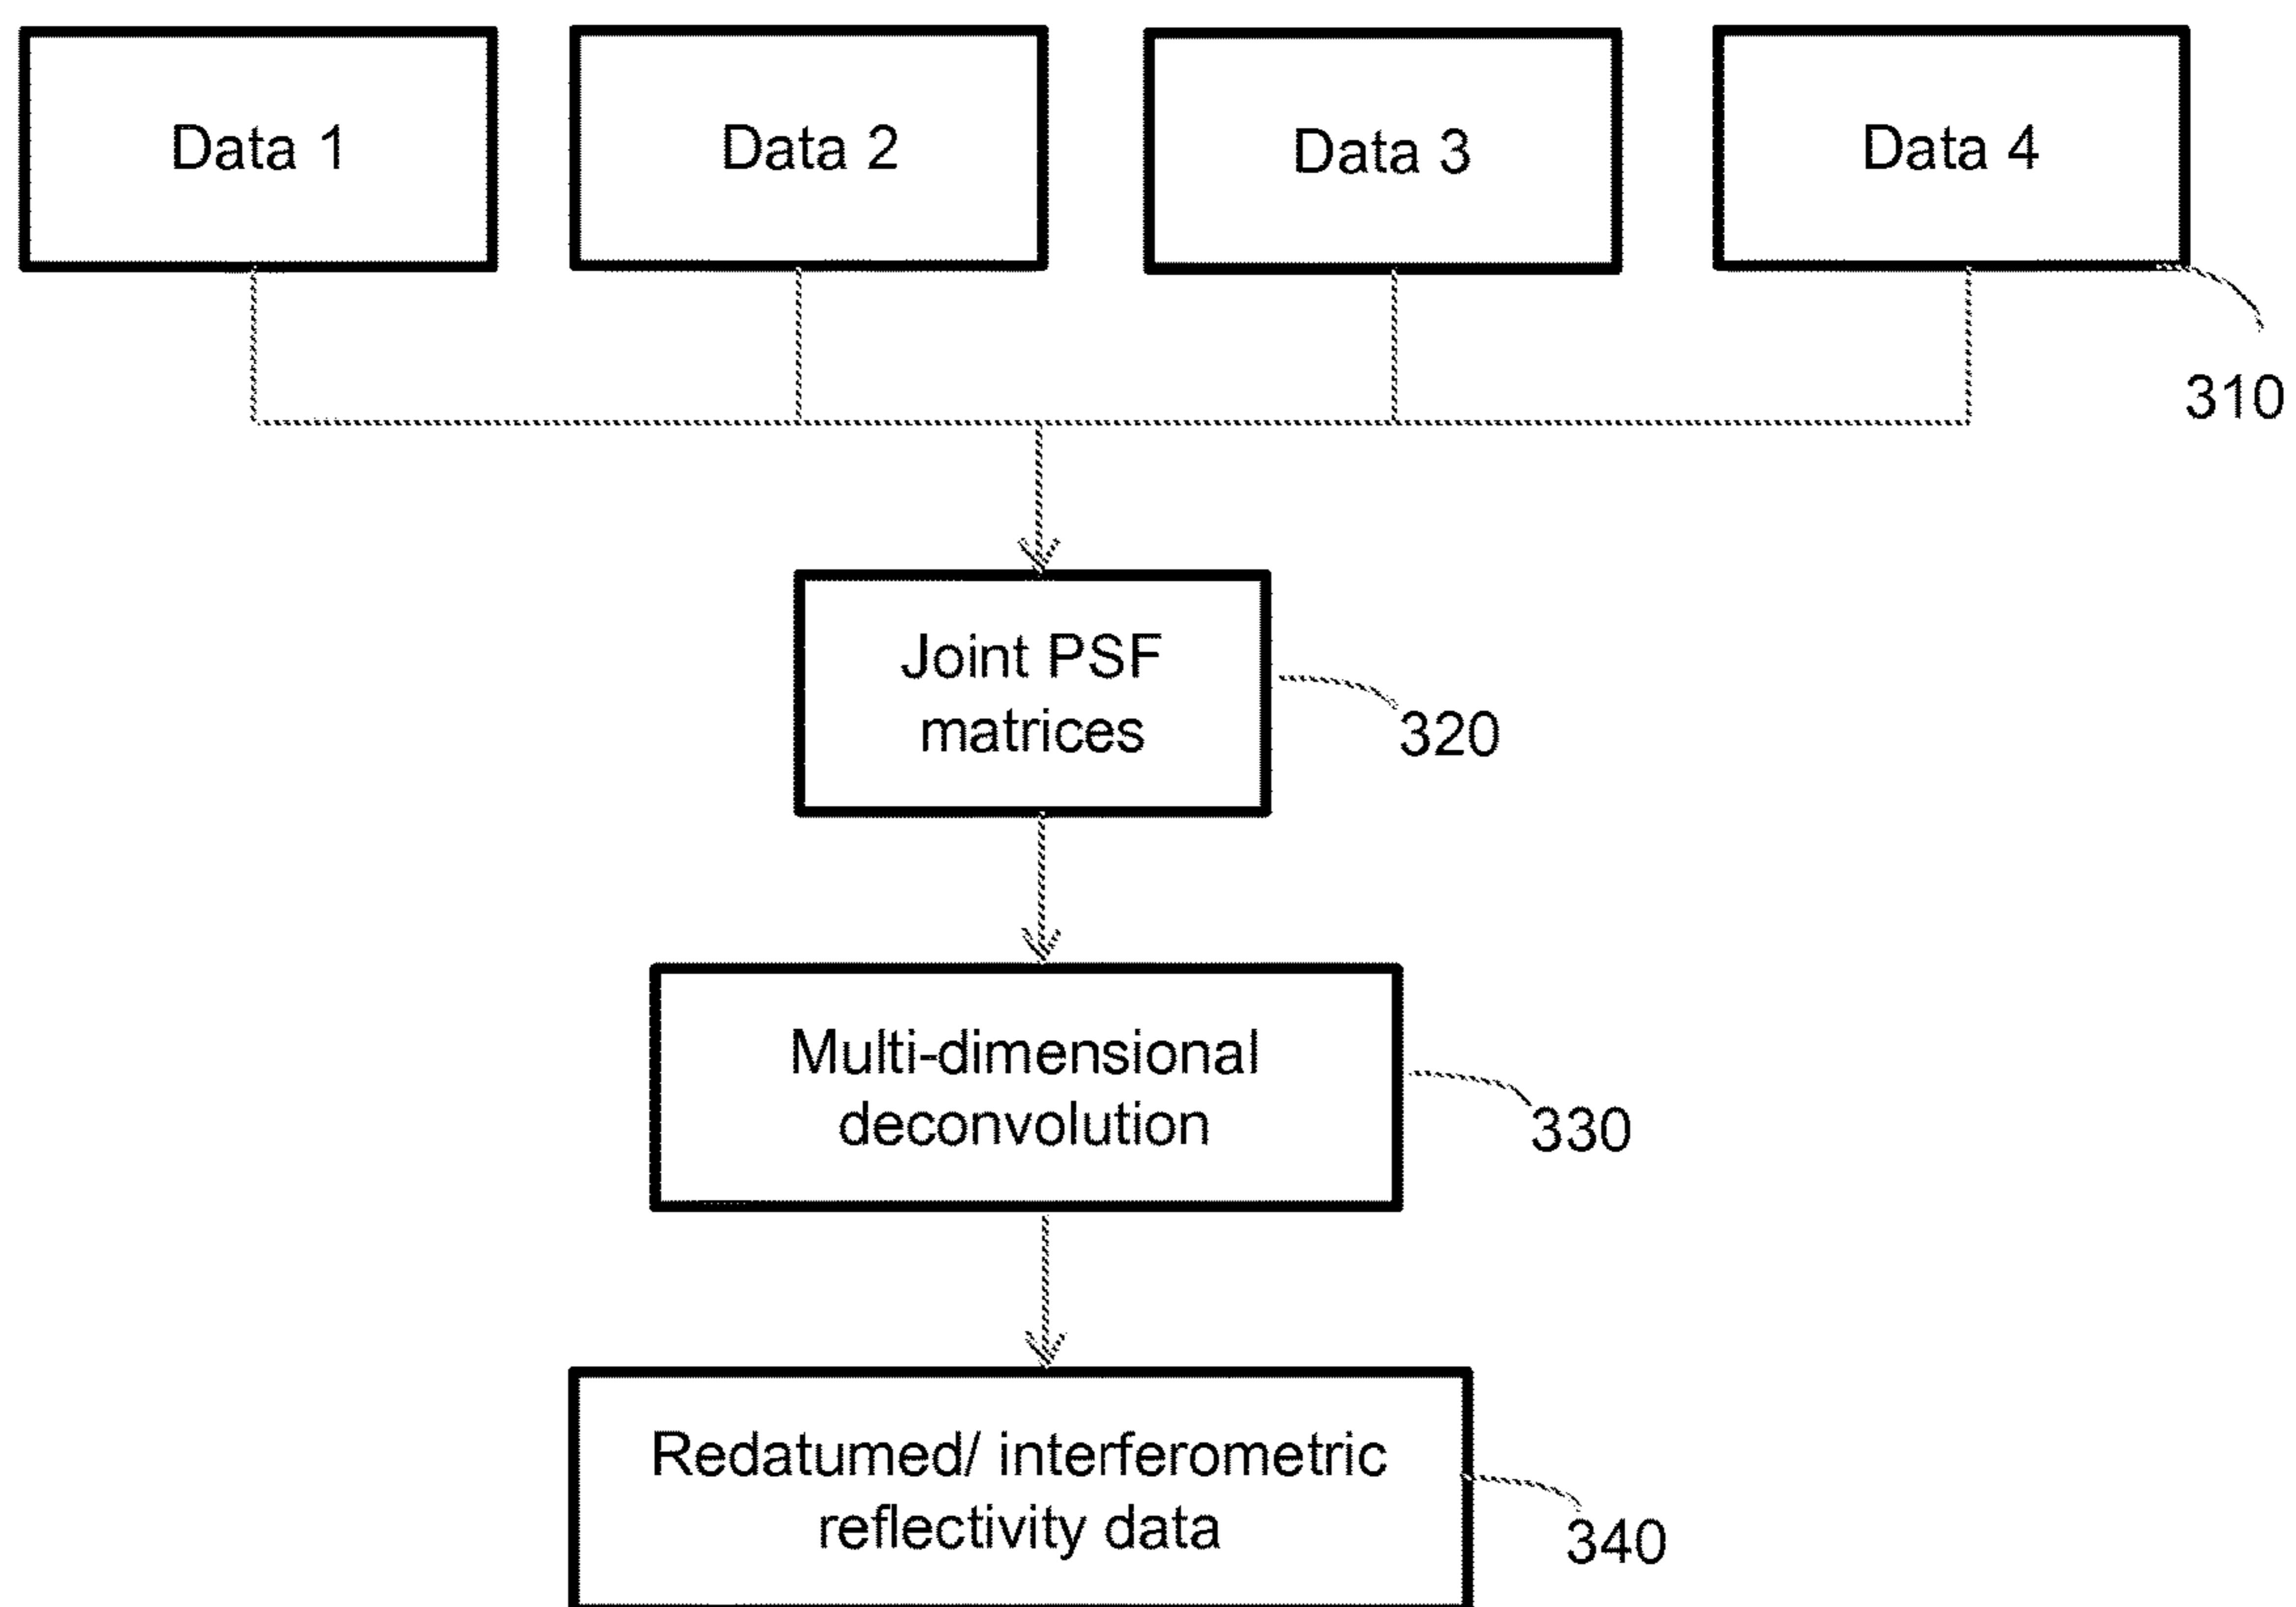 Data 1
Data 2
Data 3
Data 4
310
Joint PSF
matrices
320
Multi-dimensional
deconvolution
330
Redatumed/ interferometric
reflectivity data
340